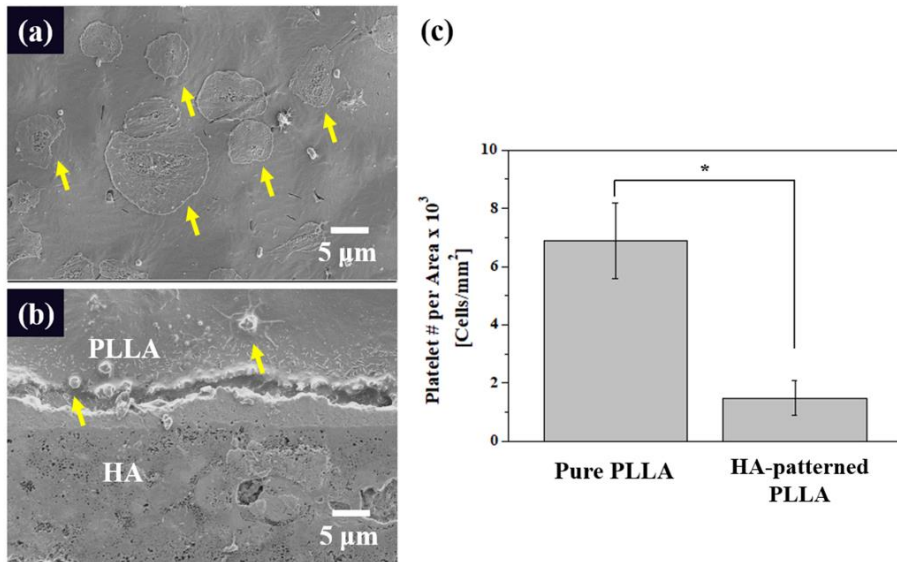 (a)
5 μm
(b)
PLLA
HA
5 μm
(c)
Platelet # per Area x 10³
[Cells/mm²]
10
8
6
4
2
0
*
Pure PLLA
HA-patterned
PLLA